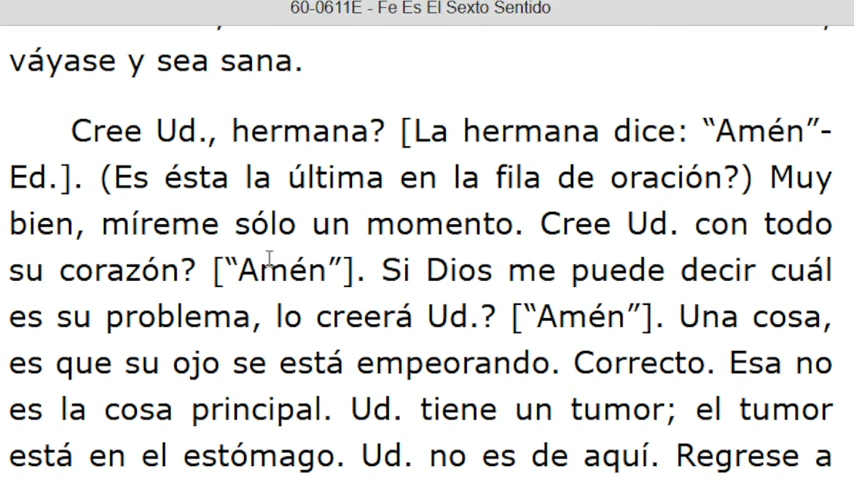 60-0611E - Fe Es El Sexto Sentido
váyase y sea sana.
Cree Ud., hermana? [La hermana dice: “Amén”-
Ed.]. (Es ésta la última en la fila de oración?) Muy
bien, míreme sólo un momento. Cree Ud. con todo
su corazón? [“Amén”]. Si Dios me puede decir cuál
es su problema, lo creerá Ud.? [“Amén”]. Una cosa,
es que su ojo se está empeorando. Correcto. Esa no
es la cosa principal. Ud. tiene un tumor; el tumor
está en el estómago. Ud. no es de aquí. Regrese a